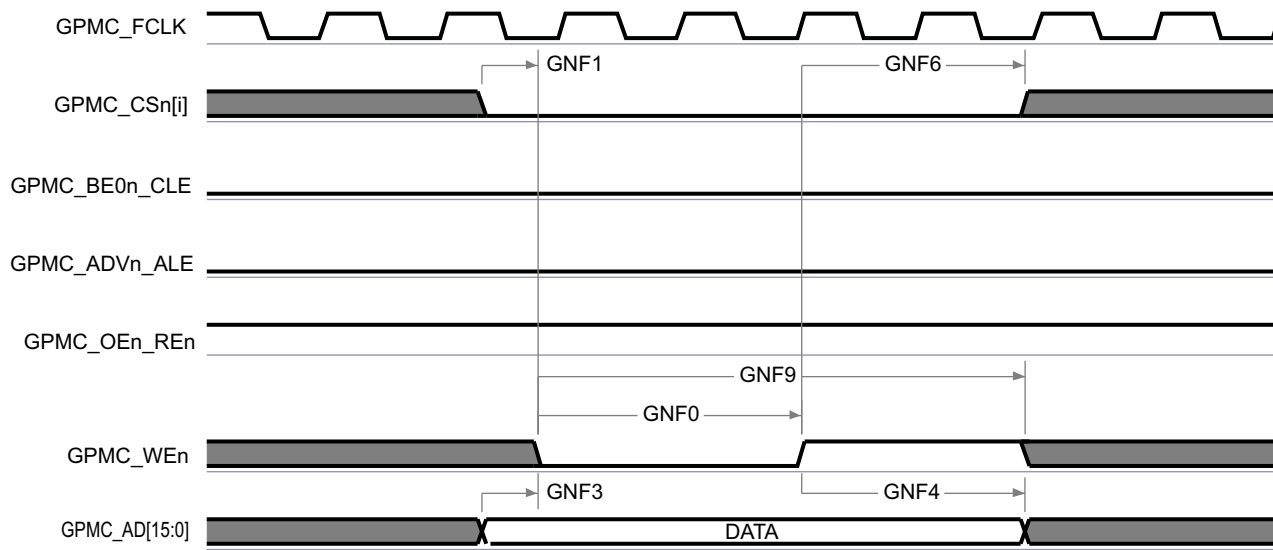 GPMC_FCLK
GNF1
GNF6
GPMC_CSn[i]
GPMC_BE0n_CLE
GPMC_ADVn_ALE
GPMC_OEn_REn
GNF9
GNF0
GPMC_WEn
GNF3
GNF4
GPMC_AD[15:0]
DATA